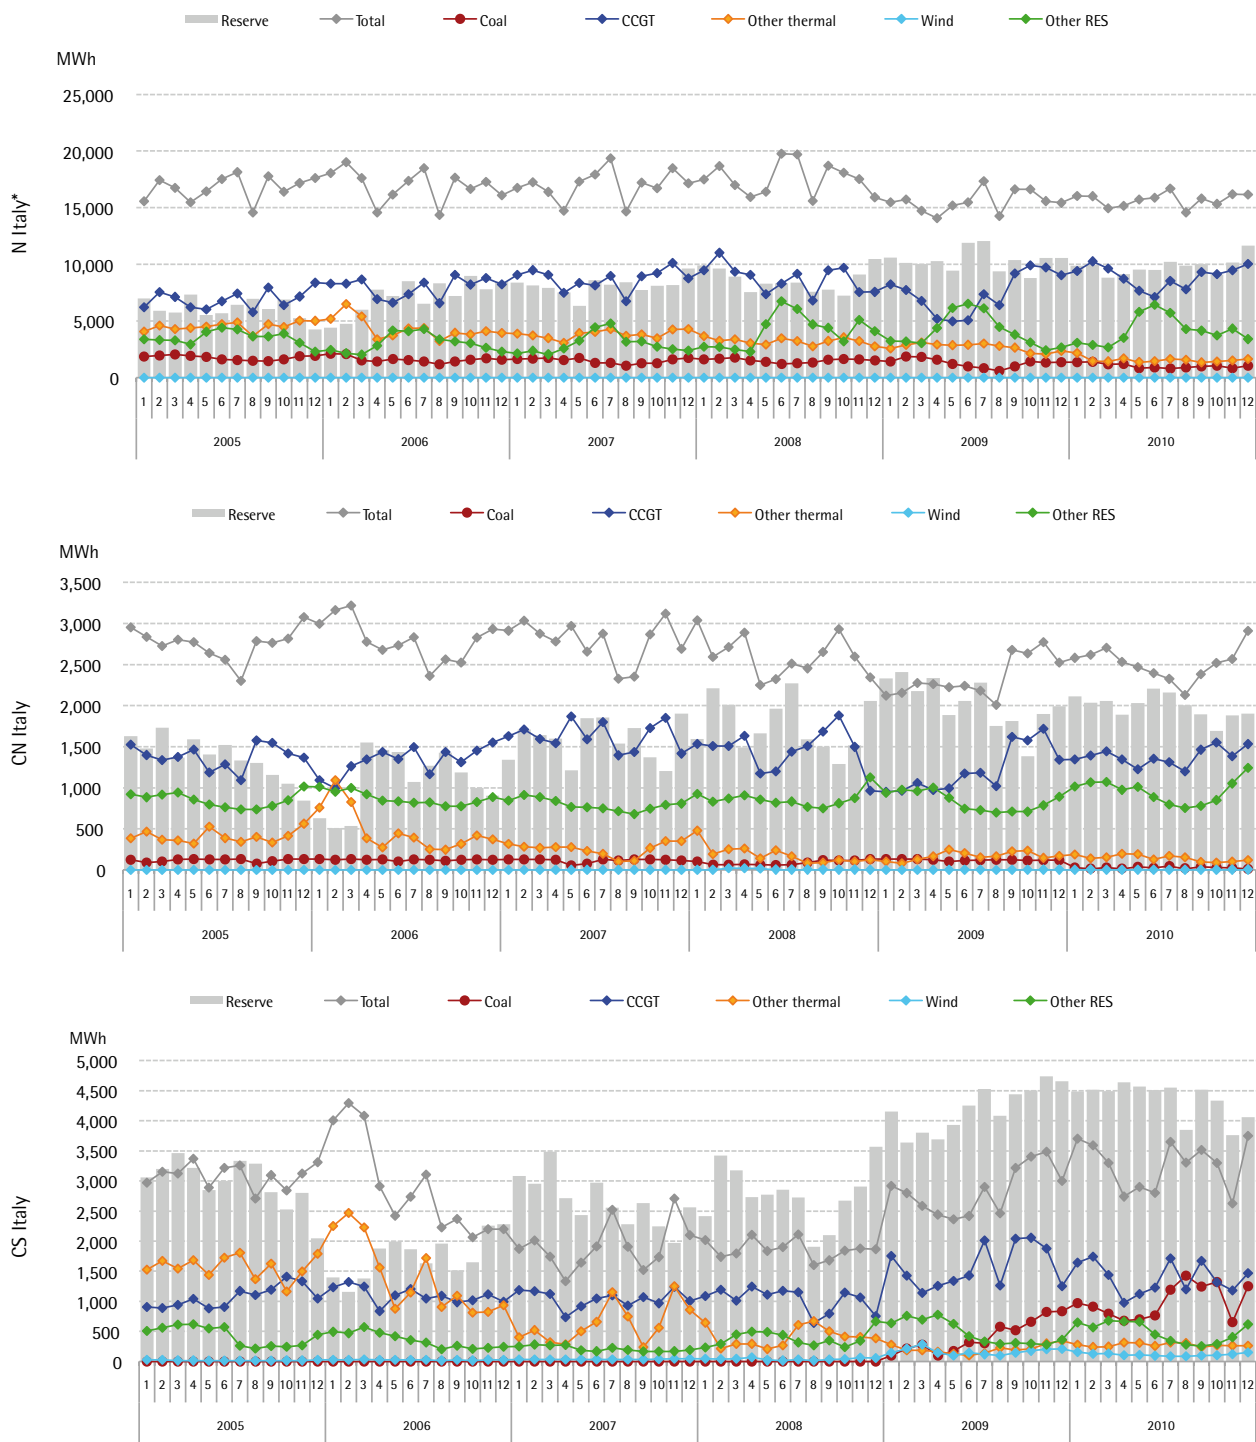 Reserve Total Coal CCGT Other thermal Wind Other RES
MWh
25,000
20,000
15,000
10,000
5,000
0
N Italy*
1 2 3 4 5 6 7 8 9 10 11 12 1 2 3 4 5 6 7 8 9 10 11 12 1 2 3 4 5 6 7 8 9 10 11 12 1 2 3 4 5 6 7 8 9 10 11 12 1 2 3 4 5 6 7 8 9 10 11 12 1 2 3 4 5 6 7 8 9 10 11 12
2005 2006 2007 2008 2009 2010
Reserve Total Coal CCGT Other thermal Wind Other RES
MWh
3,500
3,000
2,500
2,000
1,500
1,000
500
0
CN Italy
1 2 3 4 5 6 7 8 9 10 11 12 1 2 3 4 5 6 7 8 9 10 11 12 1 2 3 4 5 6 7 8 9 10 11 12 1 2 3 4 5 6 7 8 9 10 11 12 1 2 3 4 5 6 7 8 9 10 11 12 1 2 3 4 5 6 7 8 9 10 11 12
2005 2006 2007 2008 2009 2010
Reserve Total Coal CCGT Other thermal Wind Other RES
MWh
5,000
4,500
4,000
3,500
3,000
2,500
2,000
1,500
1,000
500
0
CS Italy
1 2 3 4 5 6 7 8 9 10 11 12 1 2 3 4 5 6 7 8 9 10 11 12 1 2 3 4 5 6 7 8 9 10 11 12 1 2 3 4 5 6 7 8 9 10 11 12 1 2 3 4 5 6 7 8 9 10 11 12 1 2 3 4 5 6 7 8 9 10 11 12
2005 2006 2007 2008 2009 2010